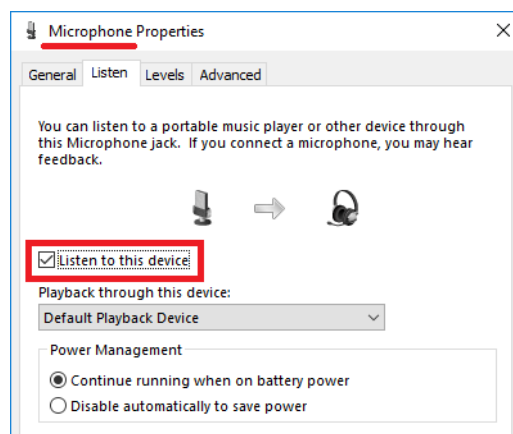 Microphone Properties
General Listen Levels Advanced
You can listen to a portable music player or other device through
this Microphone jack. If you connect a microphone, you may hear
feedback.
Listen to this device
Playback through this device:
Default Playback Device
Power Management
Continue running when on battery power
Disable automatically to save power